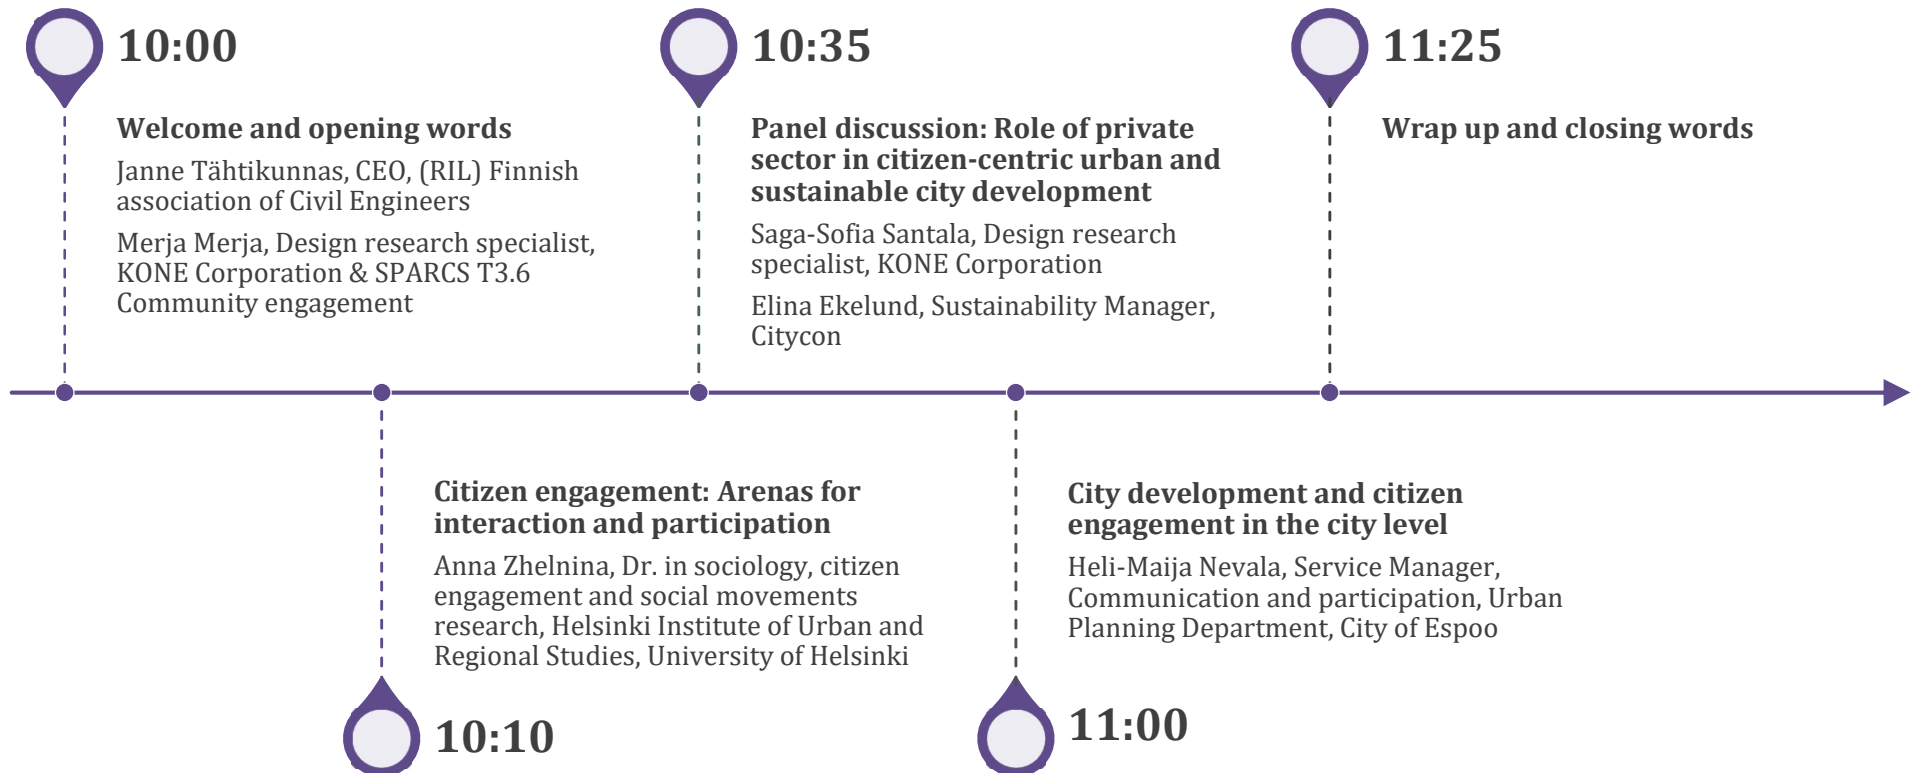 10:00
Welcome and opening words
Janne Tähtikunnas, CEO, (RIL) Finnish
association of Civil Engineers
Merja Merja, Design research specialist,
KONE Corporation & SPARCS T3.6
Community engagement
10:10
Citizen engagement: Arenas for
interaction and participation
Anna Zhelnina, Dr. in sociology, citizen
engagement and social movements
research, Helsinki Institute of Urban and
Regional Studies, University of Helsinki
10:35
Panel discussion: Role of private
sector in citizen-centric urban and
sustainable city development
Saga-Sofia Santala, Design research
specialist, KONE Corporation
Elina Ekelund, Sustainability Manager,
Citycon
11:00
City development and citizen
engagement in the city level
Heli-Maija Nevala, Service Manager,
Communication and participation, Urban
Planning Department, City of Espoo
11:25
Wrap up and closing words